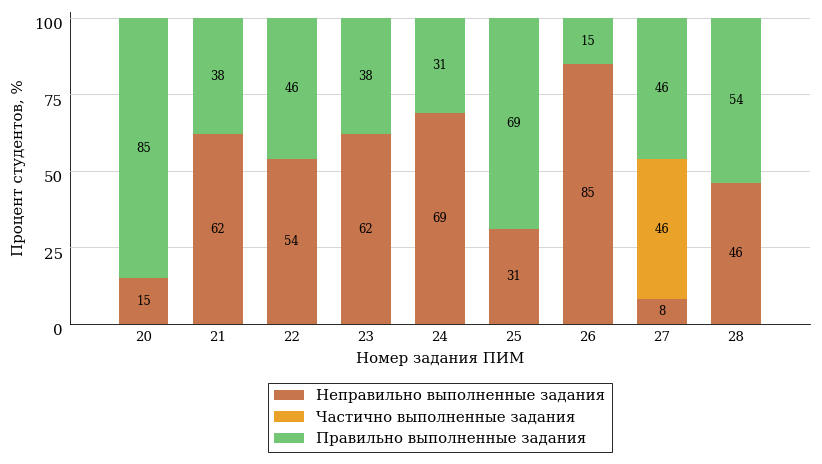 Процент студентов, %
100
75
50
25
0
85 38 46 38 31 69 15 46 54
46
15 62 54 62 69 31 85 8 46
20 21 22 23 24 25 26 27 28
Номер задания ПИМ
Неправильно выполненные задания
Частично выполненные задания
Правильно выполненные задания